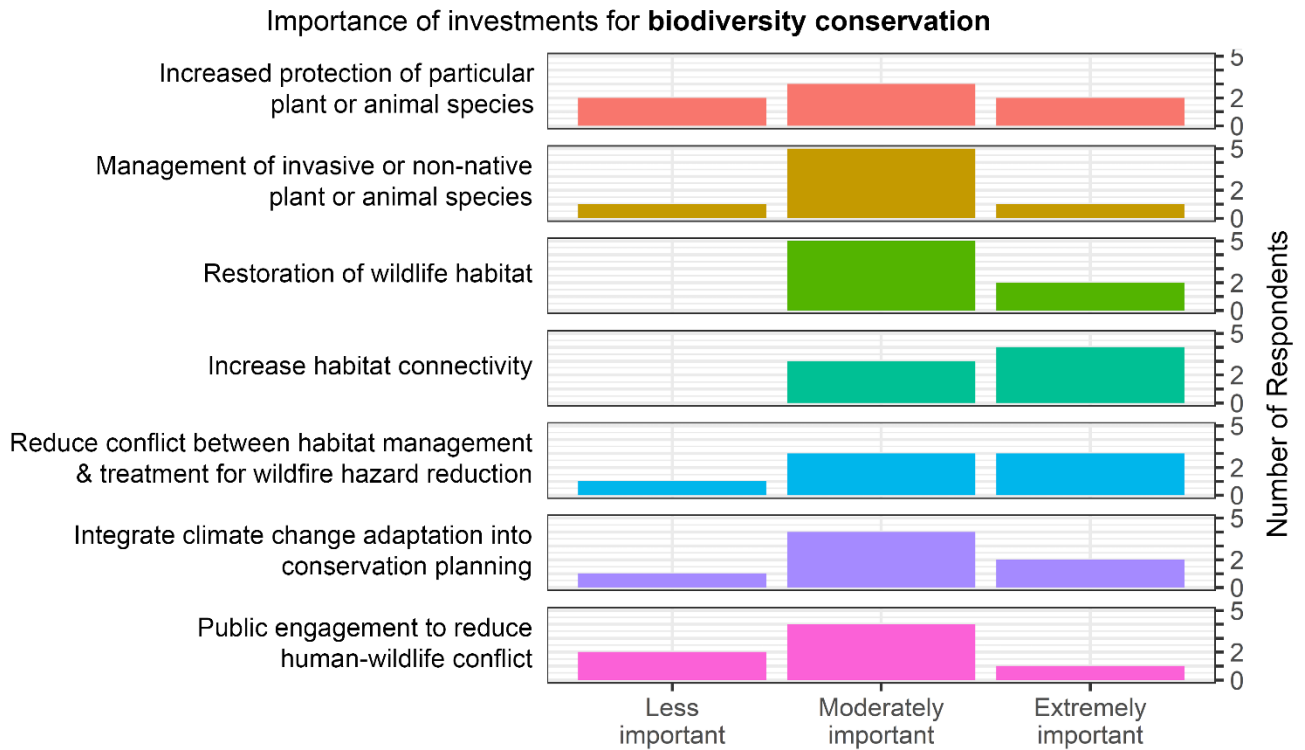 Importance of investments for biodiversity conservation
Increased protection of particular
plant or animal species
5
2
0
Management of invasive or non-native
plant or animal species
5
2
0
Restoration of wildlife habitat
5
2
0
Increase habitat connectivity
5
2
0
Reduce conflict between habitat management
& treatment for wildfire hazard reduction
5
2
0
Integrate climate change adaptation into
conservation planning
5
2
0
Public engagement to reduce
human-wildlife conflict
5
2
0
Number of Respondents
Less
important
Moderately
important
Extremely
important